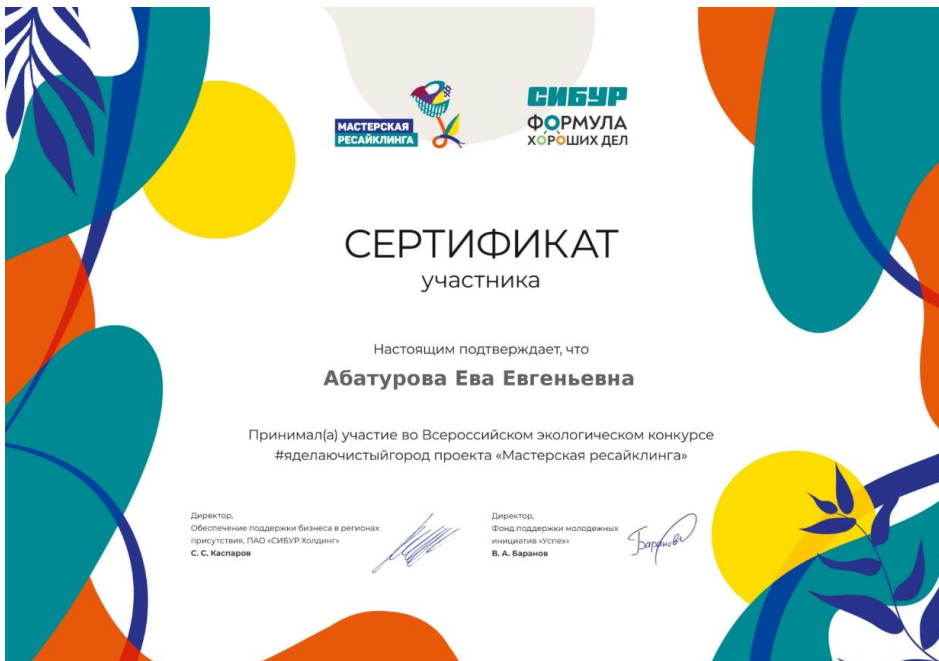 МАСТЕРСКАЯ
РЕСАЙКЛИНГА
СИБУР
ФОРМУЛА
ХОРОШИХ ДЕЛ
СЕРТИФИКАТ
участника
Настоящим подтверждает, что
Абатурова Ева Евгеньевна
Принимал(а) участие во Всероссийском экологическом конкурсе
#яделаючистыйгород проекта «Мастерская ресайклинга»
Директор,
Обеспечение поддержки бизнеса в регионах
присутствия, ПАО «СИБУР Холдинг»
С. С. Каспаров
Директор,
Фонд поддержки молодежных
инициатив «Успех»
В. А. Баранов